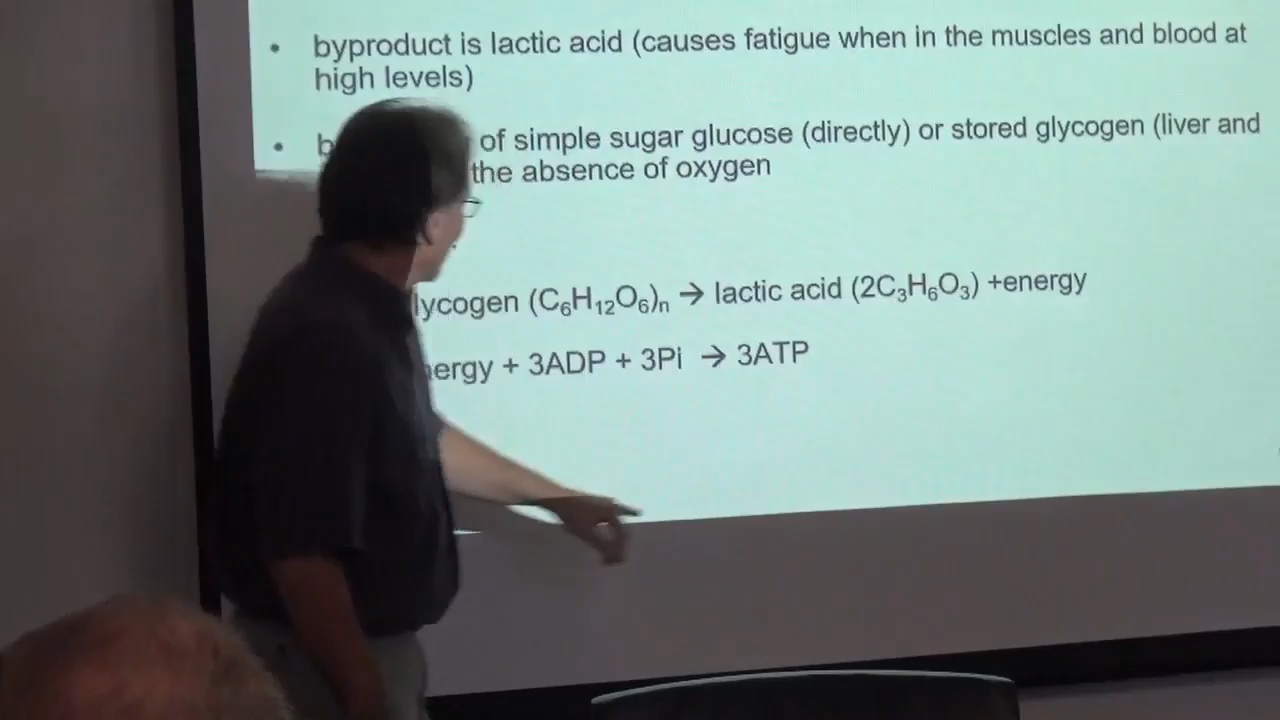 • byproduct is lactic acid (causes fatigue when in the muscles and blood at
high levels)
• of simple sugar glucose (directly) or stored glycogen (liver and
the absence of oxygen
lycogen (C₆H₁₂O₆)ₙ → lactic acid (2C₃H₆O₃) +energy
ergy + 3ADP + 3Pi → 3ATP